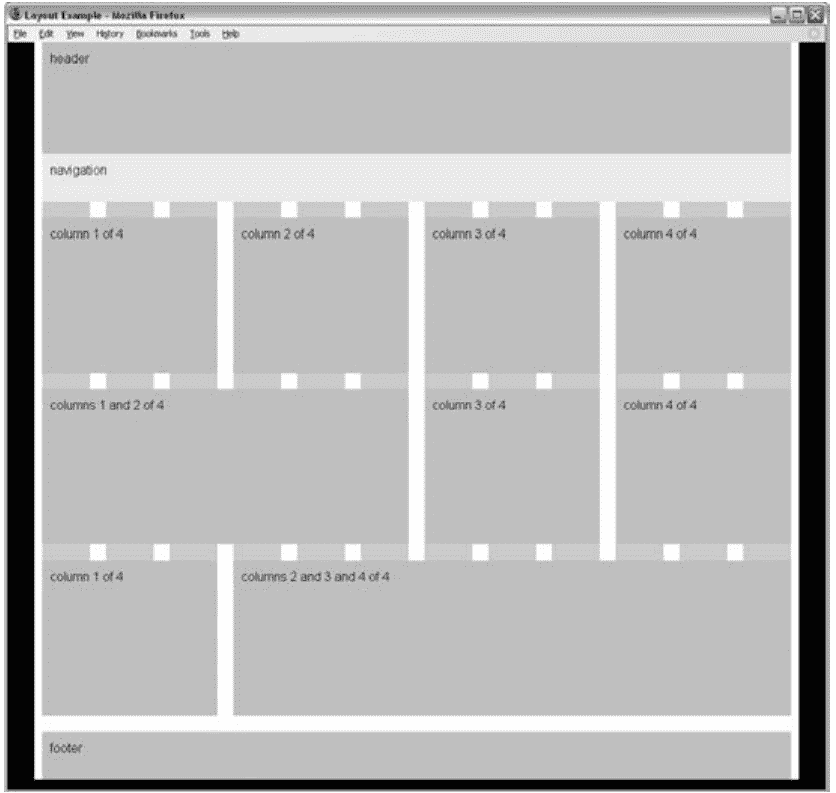 Layout Example - Mozilla Firefox
File Edit View History Bookmarks Tools Help
header
navigation
column 1 of 4 column 2 of 4 column 3 of 4 column 4 of 4
columns 1 and 2 of 4 column 3 of 4 column 4 of 4
column 1 of 4 columns 2 and 3 and 4 of 4
footer